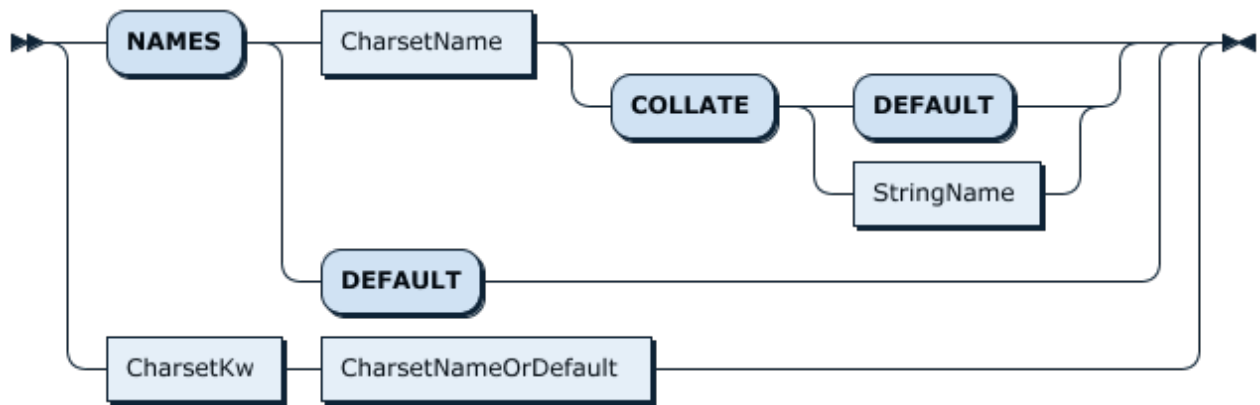 NAMES CharsetName
COLLATE DEFAULT
StringName
DEFAULT
CharsetKw CharsetNameOrDefault